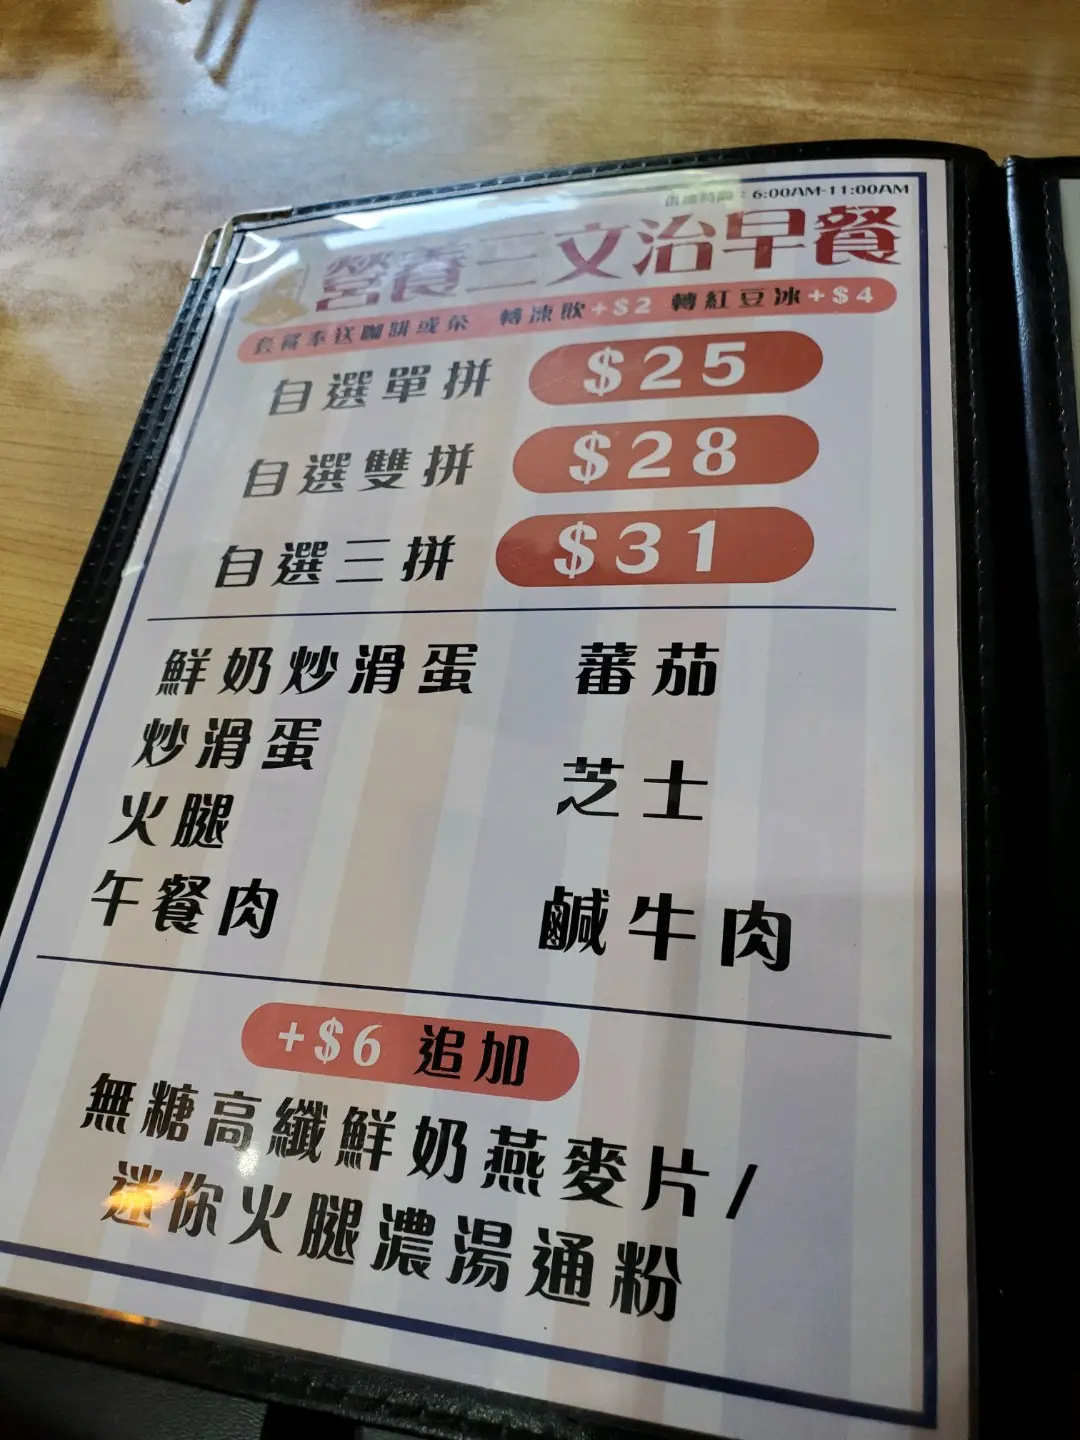 供應時間：6:00AM-11:00AM
營養三文治早餐
套餐奉送咖啡或茶 轉凍飲+$2 轉紅豆冰+$4
自選單拼 $25
自選雙拼 $28
自選三拼 $31
鮮奶炒滑蛋 蕃茄
炒滑蛋
芝士
火腿
午餐肉 鹹牛肉
+$6 追加
無糖高纖鮮奶燕麥片/
迷你火腿濃湯通粉